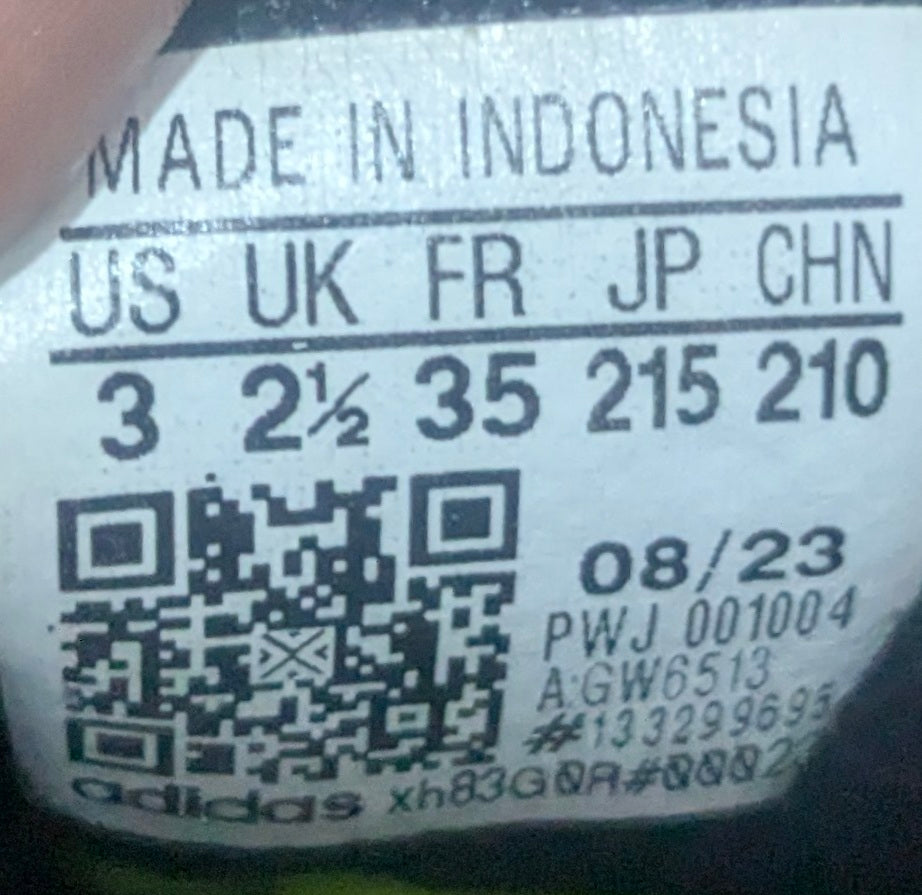 MADE IN INDONESIA
US UK FR JP CHN
3 2½ 35 215 210
08/23
PWJ 001004
A:GW6513
#133299695
adidas